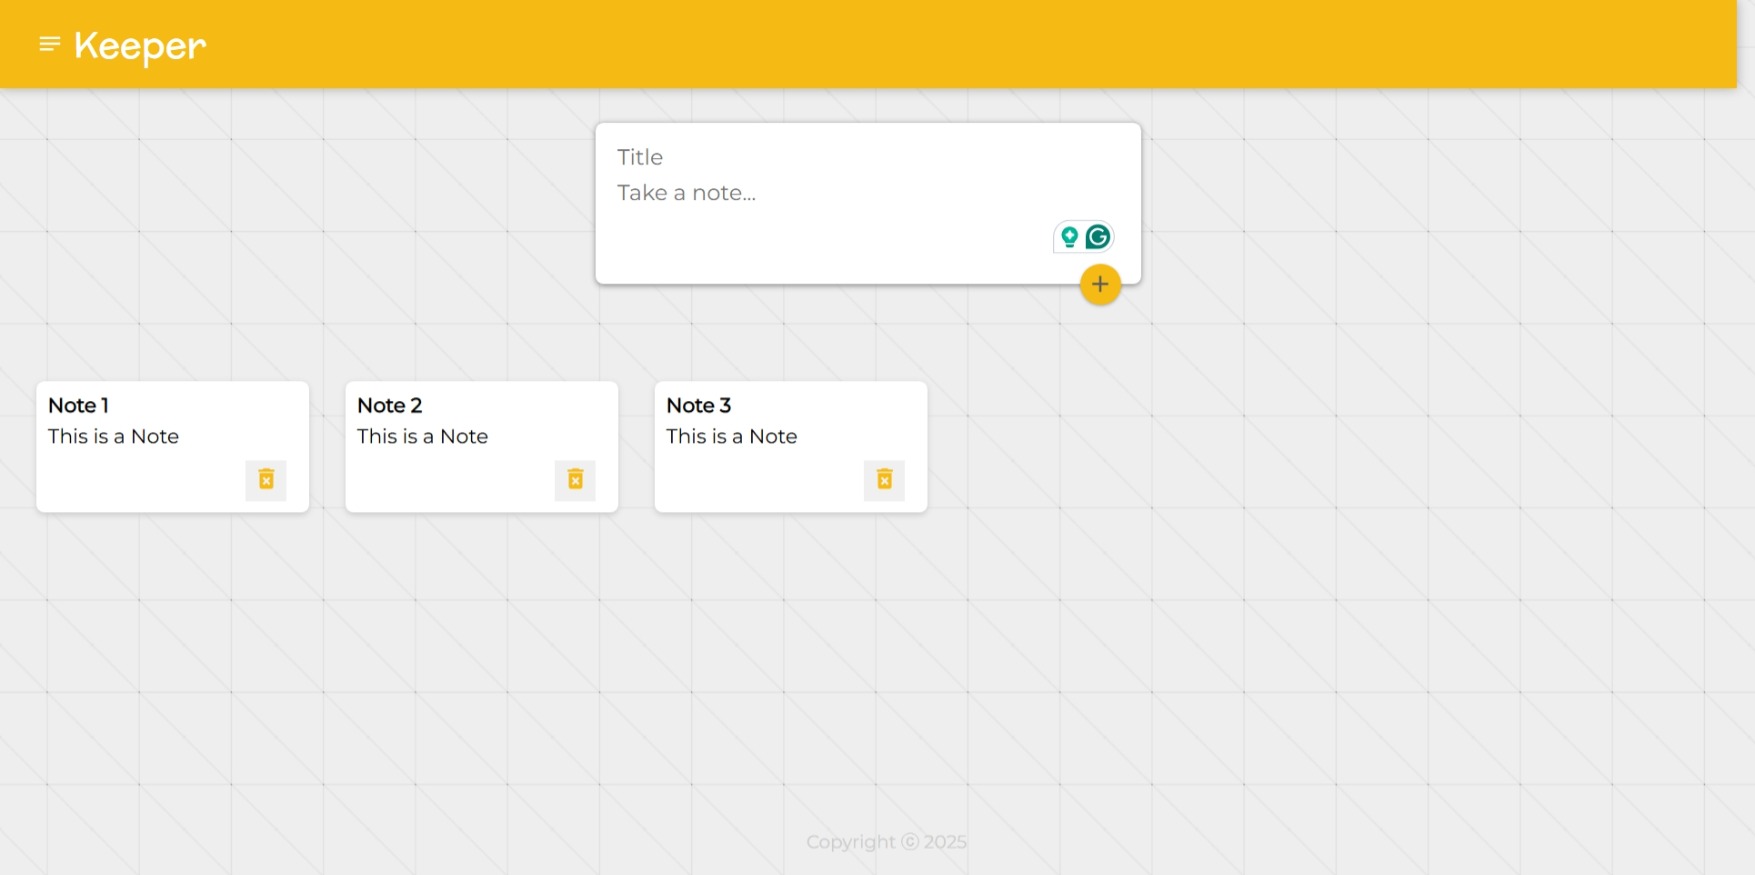 Keeper
Title
Take a note...
Note 1
This is a Note
Note 2
This is a Note
Note 3
This is a Note
Copyright ⓒ 2025